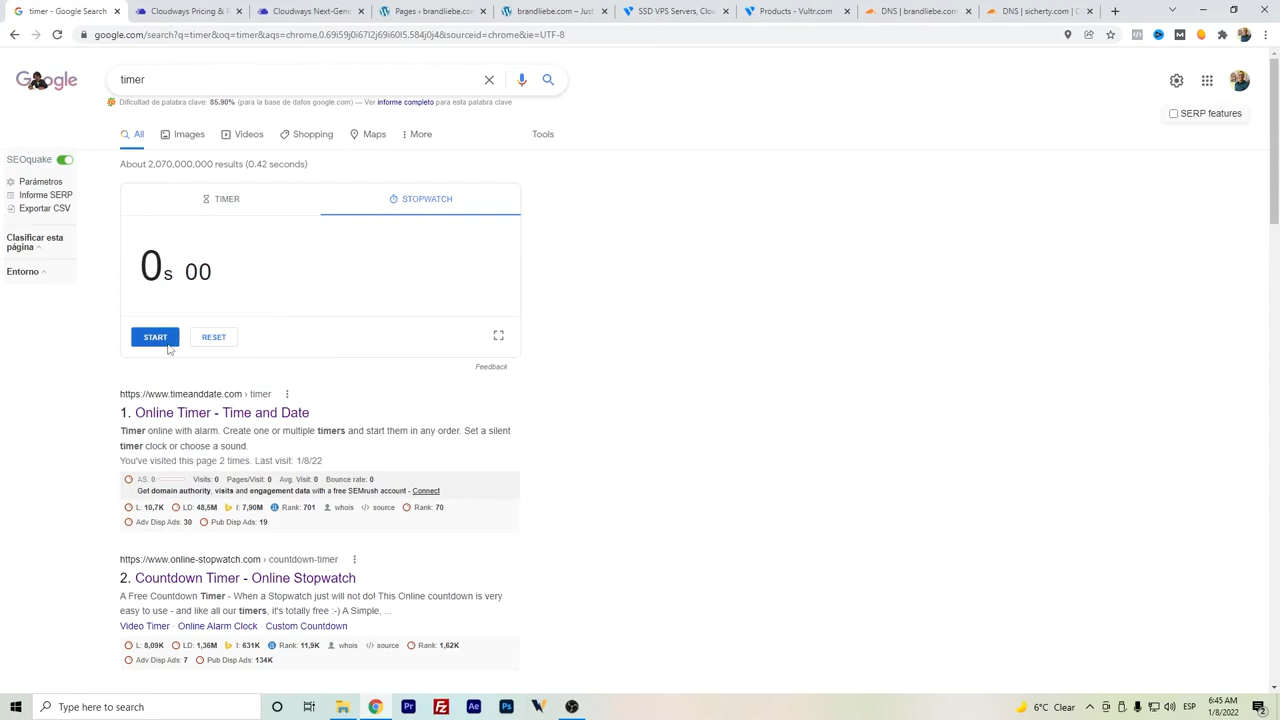 timer - Google Search
Cloudways Pricing & P
Cloudways Next-Gene
Pages ‹ brandliebe.com
brandliebe.com – Just
SSD VPS Servers, Cloud
Products - Vultr.com
DNS | brandliebe.com
DNS | sicherty.com | C
google.com/search?q=timer&oq=timer&aqs=chrome.0.69i59j0i67l2j69i60l5.584j0j4&sourceid=chrome&ie=UTF-8
timer
Dificultad de palabra clave: 85.90% (para la base de datos google.com) — Ver informe completo para esta palabra clave
SERP features
All
Images
Videos
Shopping
Maps
More
Tools
SEOquake
Parámetros
Informe SERP
Exportar CSV
Clasificar esta
página
Entorno
About 2,070,000,000 results (0.42 seconds)
TIMER
STOPWATCH
0s 00
START
RESET
Feedback
https://www.timeanddate.com › timer
1. Online Timer - Time and Date
Timer online with alarm. Create one or multiple timers and start them in any order. Set a silent
timer clock or choose a sound.
You've visited this page 2 times. Last visit: 1/8/22
AS: 0 Visits: 0 Pages/Visit: 0 Avg. Visit: 0 Bounce rate: 0
Get domain authority, visits and engagement data with a free SEMrush account - Connect
L: 10,7K LD: 48,5M I: 7,90M Rank: 701 whois source Rank: 70
Adv Disp Ads: 30 Pub Disp Ads: 19
https://www.online-stopwatch.com › countdown-timer
2. Countdown Timer - Online Stopwatch
A Free Countdown Timer - When a Stopwatch just will not do! This Online countdown is very
easy to use - and like all our timers, it's totally free :-) A Simple, ...
Video Timer · Online Alarm Clock · Custom Countdown
L: 8,09K LD: 1,36M I: 631K Rank: 11,9K whois source Rank: 1,62K
Adv Disp Ads: 7 Pub Disp Ads: 134K
Type here to search
6°C Clear
ESP
6:45 AM
1/8/2022